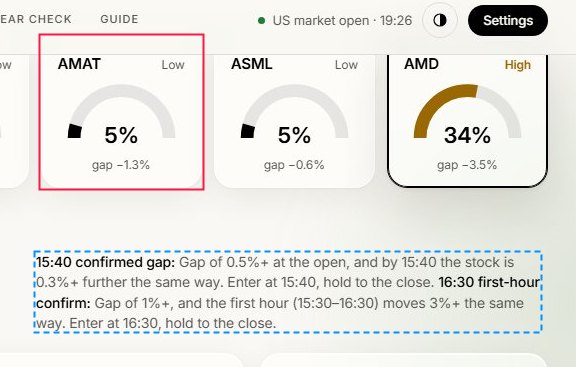 EAR CHECK GUIDE US market open · 19:26 Settings
ow AMAT Low ASML Low AMD High
5% 5% 34%
gap −1.3% gap −0.6% gap −3.5%
15:40 confirmed gap: Gap of 0.5%+ at the open, and by 15:40 the stock is
0.3%+ further the same way. Enter at 15:40, hold to the close. 16:30 first-hour
confirm: Gap of 1%+, and the first hour (15:30–16:30) moves 3%+ the same
way. Enter at 16:30, hold to the close.